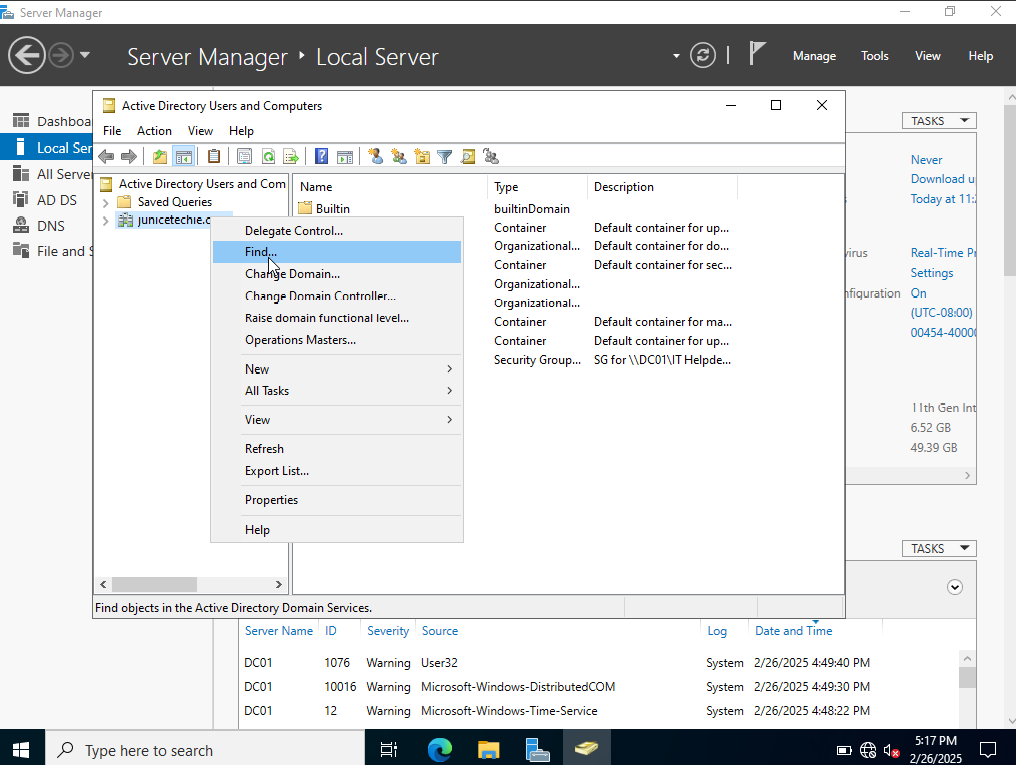 Server Manager
Server Manager
Local Server
Manage
Tools
View
Help
Active Directory Users and Computers
File
Action
View
Help
Active Directory Users and Com
Saved Queries
junicetechie.c
Name
Type
Description
Builtin
builtinDomain
Container
Default container for up...
Organizational...
Default container for do...
Container
Default container for sec...
Organizational...
Organizational...
Container
Default container for ma...
Container
Default container for up...
Security Group...
SG for \\DC01\IT Helpde...
Delegate Control...
Find...
Change Domain...
Change Domain Controller...
Raise domain functional level...
Operations Masters...
New
All Tasks
View
Refresh
Export List...
Properties
Help
Find objects in the Active Directory Domain Services.
Dashboa
Local Ser
All Server
AD DS
DNS
File and S
TASKS
Never
Download u
Today at 11:2
irus
Real-Time Pr
Settings
nfiguration
On
(UTC-08:00)
00454-40000
11th Gen Int
6.52 GB
49.39 GB
TASKS
Server Name
ID
Severity
Source
Log
Date and Time
DC01
1076
Warning
User32
System
2/26/2025 4:49:40 PM
DC01
10016
Warning
Microsoft-Windows-DistributedCOM
System
2/26/2025 4:49:30 PM
DC01
12
Warning
Microsoft-Windows-Time-Service
System
2/26/2025 4:48:22 PM
Type here to search
5:17 PM
2/26/2025